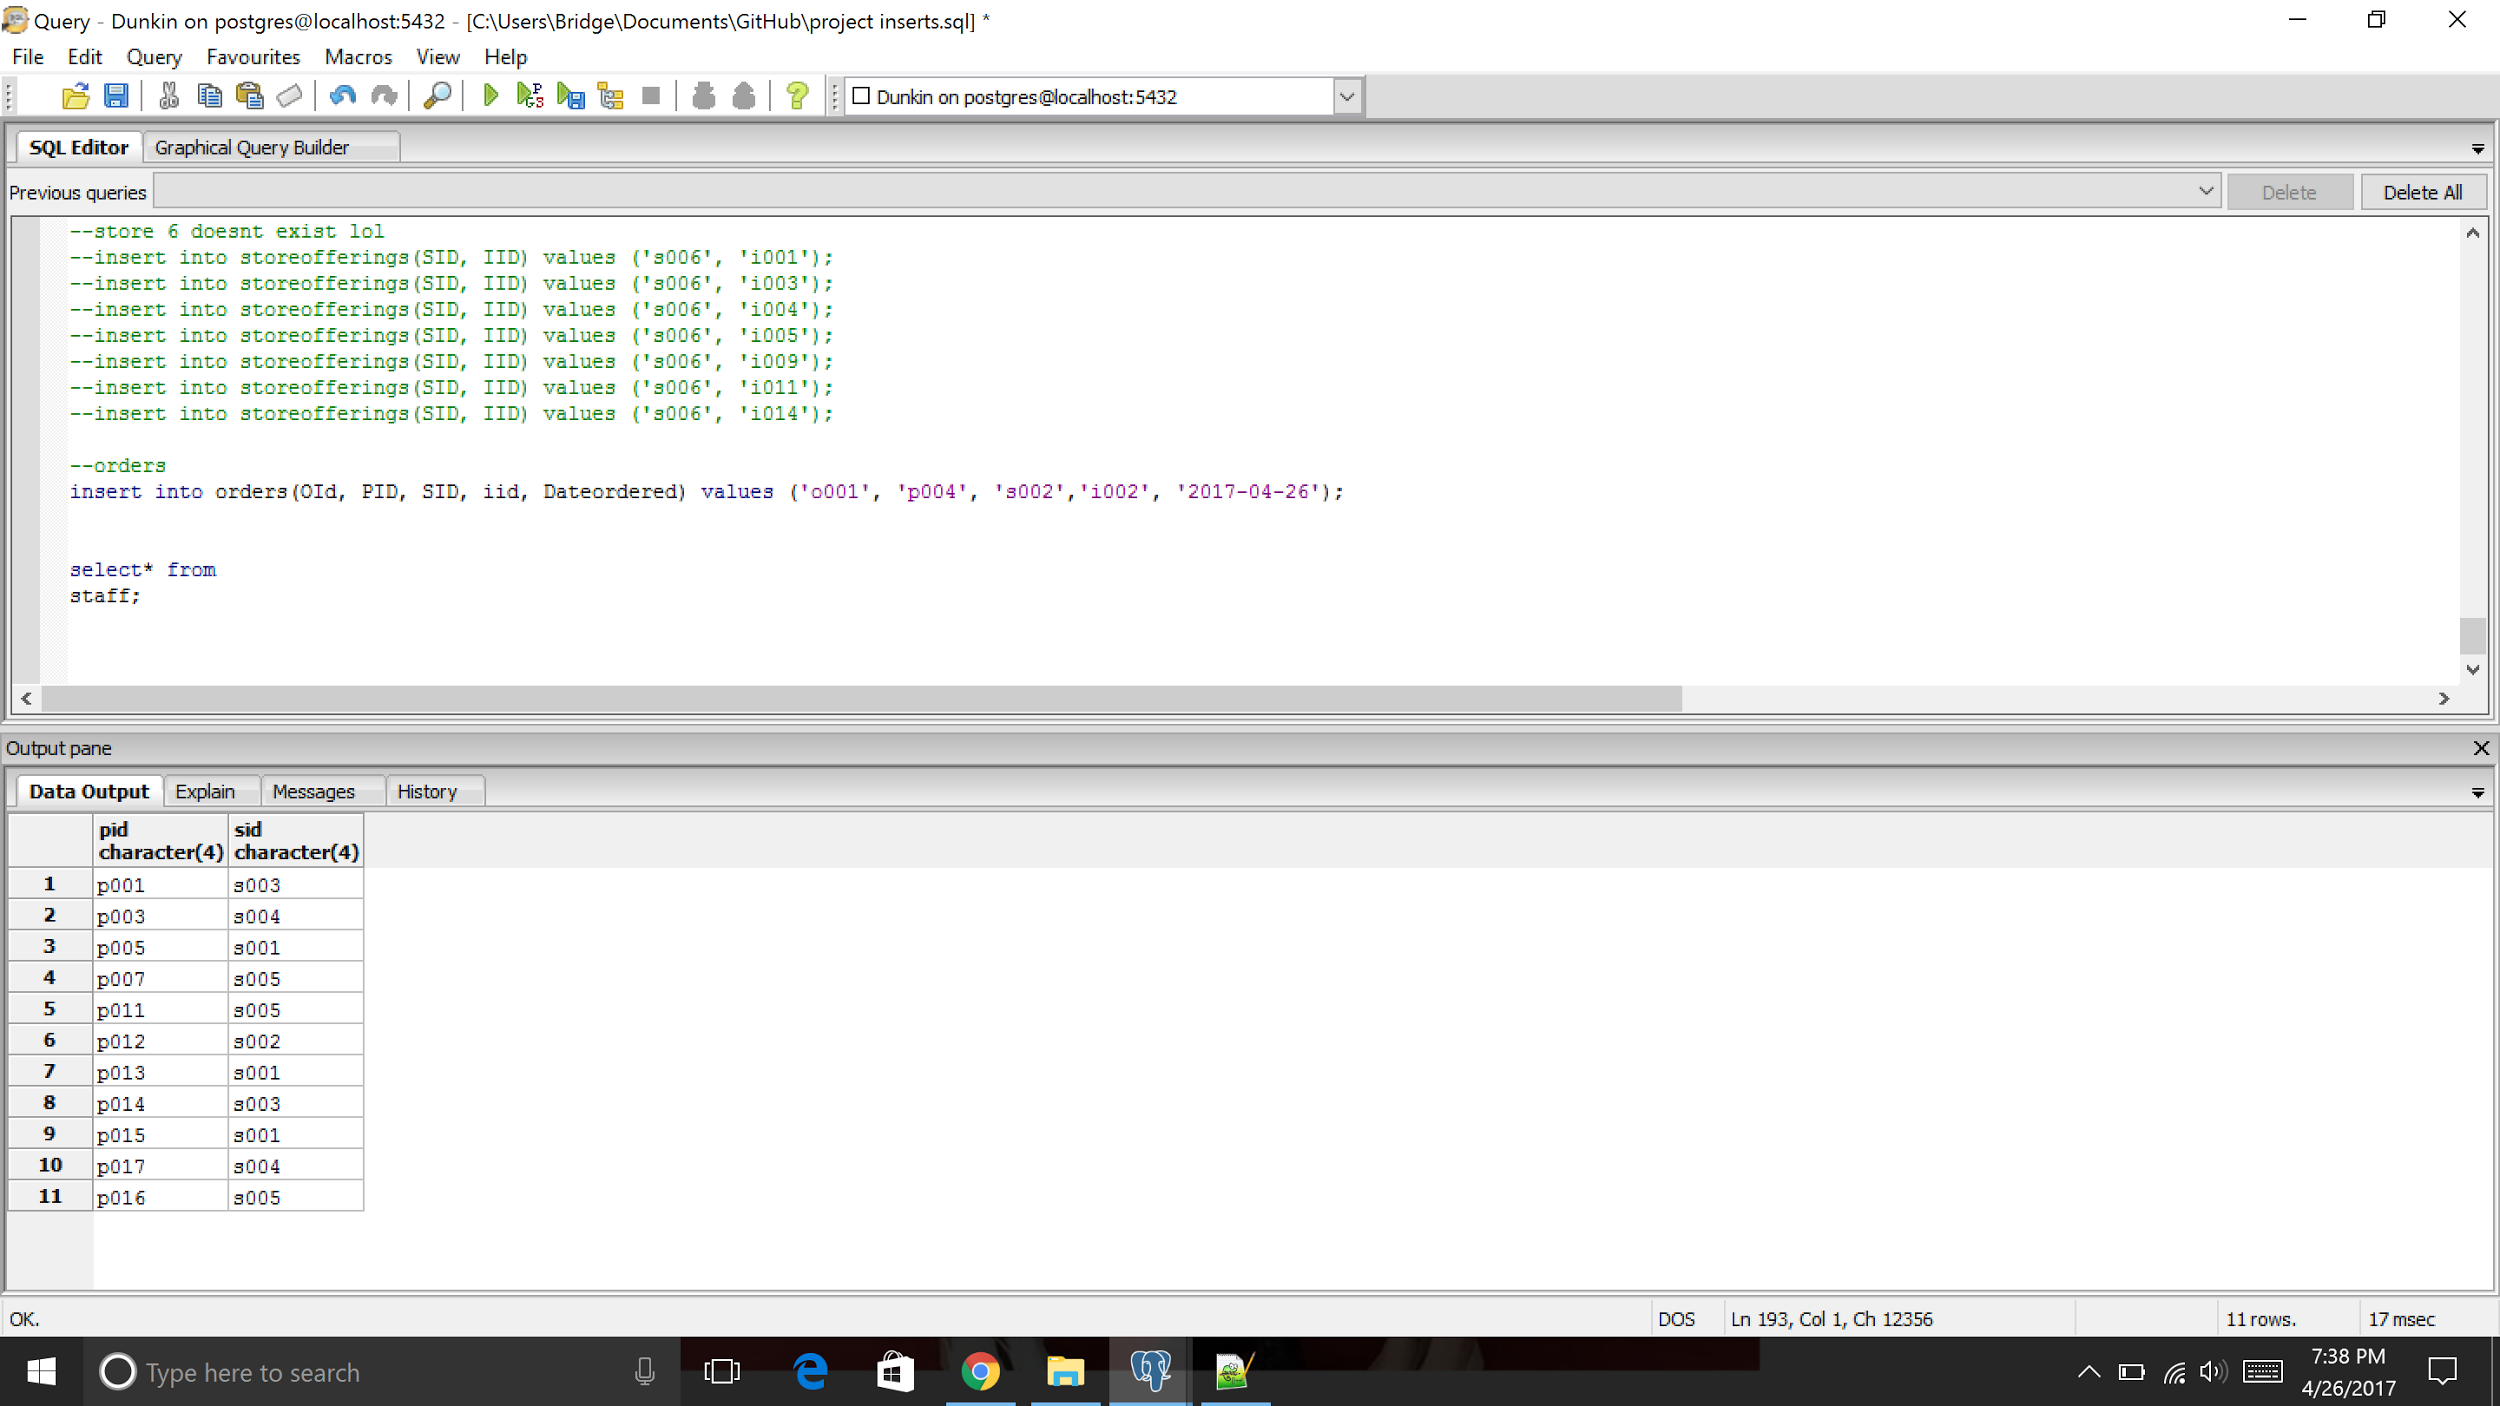 Query - Dunkin on postgres@localhost:5432 - [C:\Users\Bridge\Documents\GitHub\project inserts.sql] *
File Edit Query Favourites Macros View Help
Dunkin on postgres@localhost:5432
SQL Editor Graphical Query Builder
Previous queries Delete Delete All
--store 6 doesnt exist lol
--insert into storeofferings(SID, IID) values ('s006', 'i001');
--insert into storeofferings(SID, IID) values ('s006', 'i003');
--insert into storeofferings(SID, IID) values ('s006', 'i004');
--insert into storeofferings(SID, IID) values ('s006', 'i005');
--insert into storeofferings(SID, IID) values ('s006', 'i009');
--insert into storeofferings(SID, IID) values ('s006', 'i011');
--insert into storeofferings(SID, IID) values ('s006', 'i014');
--orders
insert into orders(OId, PID, SID, iid, Dateordered) values ('o001', 'p004', 's002','i002', '2017-04-26');
select* from
staff;
Output pane
Data Output Explain Messages History
pid sid
character(4) character(4)
1 p001 s003
2 p003 s004
3 p005 s001
4 p007 s005
5 p011 s005
6 p012 s002
7 p013 s001
8 p014 s003
9 p015 s001
10 p017 s004
11 p016 s005
OK. DOS Ln 193, Col 1, Ch 12356 11 rows. 17 msec
Type here to search
7:38 PM
4/26/2017